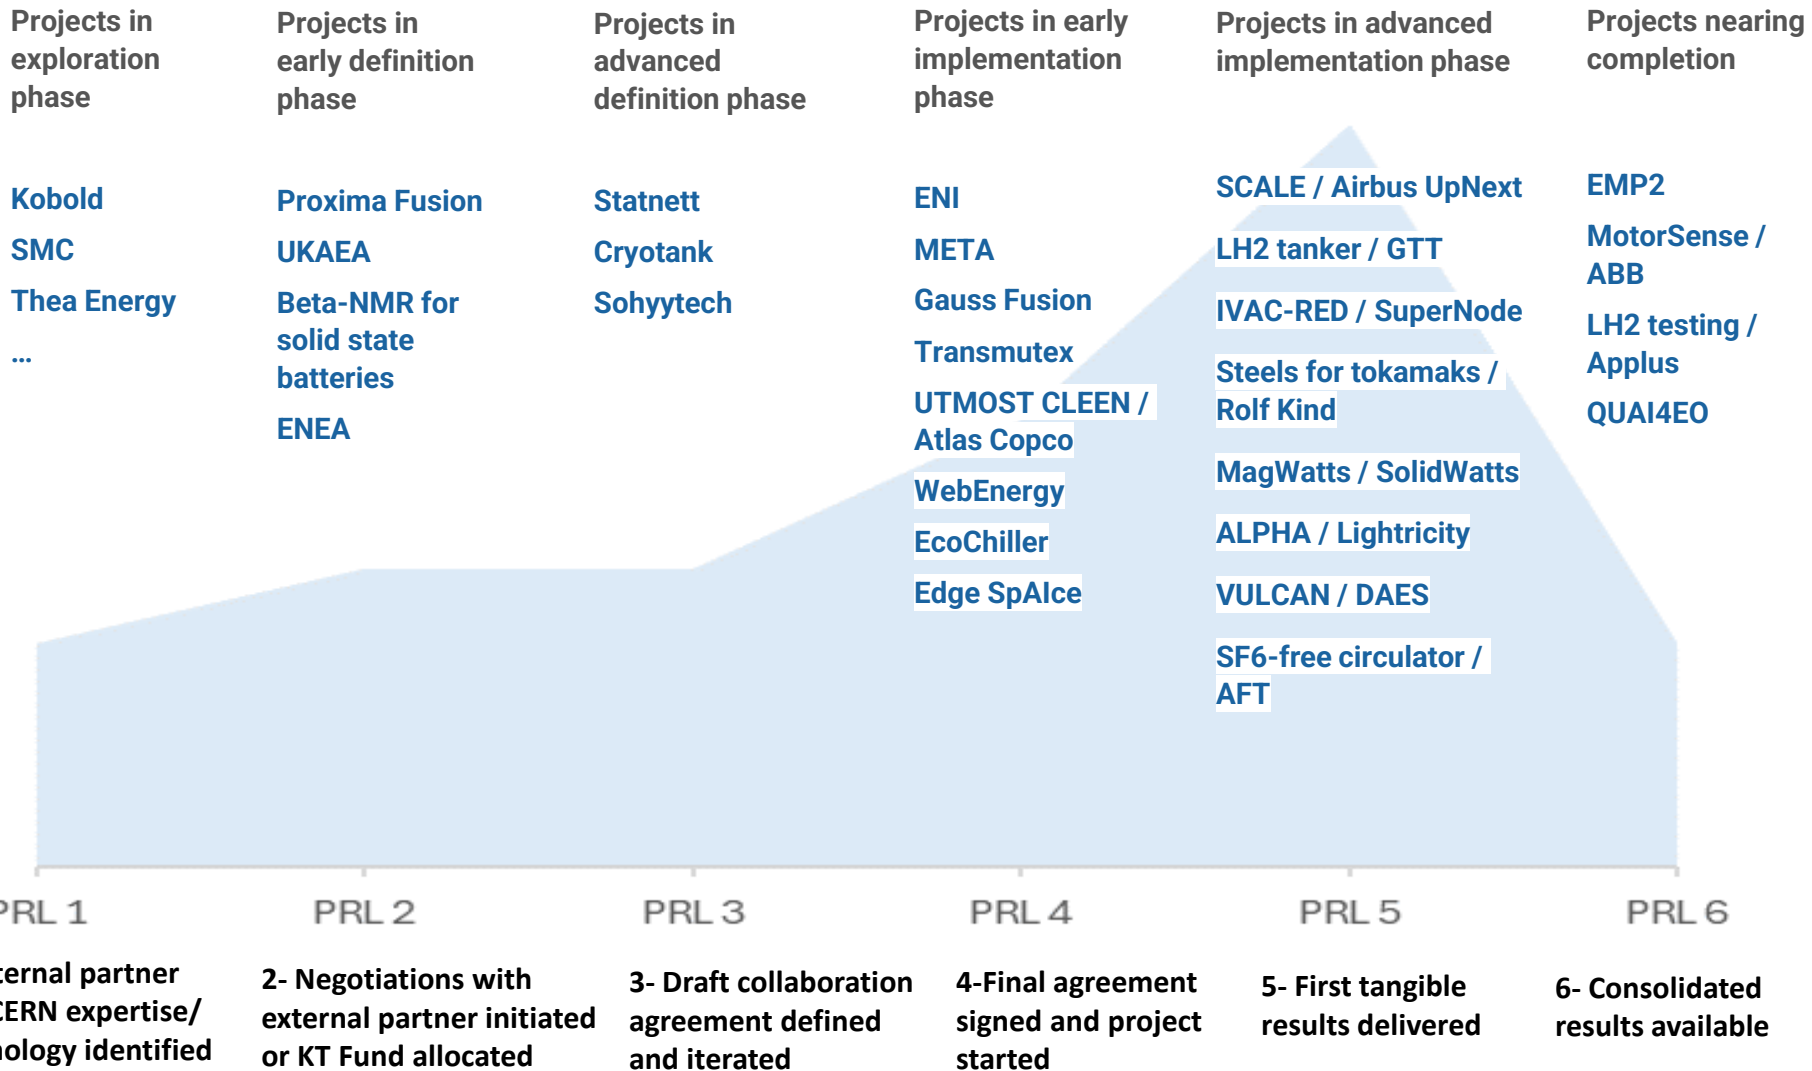 Projects in
exploration
phase
Kobold
SMC
Thea Energy
...
Projects in
early definition
phase
Proxima Fusion
UKAEA
Beta-NMR for
solid state
batteries
ENEA
Projects in
advanced
definition phase
Statnett
Cryotank
Sohyytech
Projects in early
implementation
phase
ENI
META
Gauss Fusion
Transmutex
UTMOST CLEEN /
Atlas Copco
WebEnergy
EcoChiller
Edge SpAIce
Projects in advanced
implementation phase
SCALE / Airbus UpNext
LH2 tanker / GTT
IVAC-RED / SuperNode
Steels for tokamaks /
Rolf Kind
MagWatts / SolidWatts
ALPHA / Lightricity
VULCAN / DAES
SF6-free circulator /
AFT
Projects nearing
completion
EMP2
MotorSense /
ABB
LH2 testing /
Applus
QUAI4EO
PRL 1
PRL 2
PRL 3
PRL 4
PRL 5
PRL 6
partner
CERN expertise/
identified
2- Negotiations with
external partner initiated
or KT Fund allocated
3- Draft collaboration
agreement defined
and iterated
4-Final agreement
signed and project
started
5- First tangible
results delivered
6- Consolidated
results available